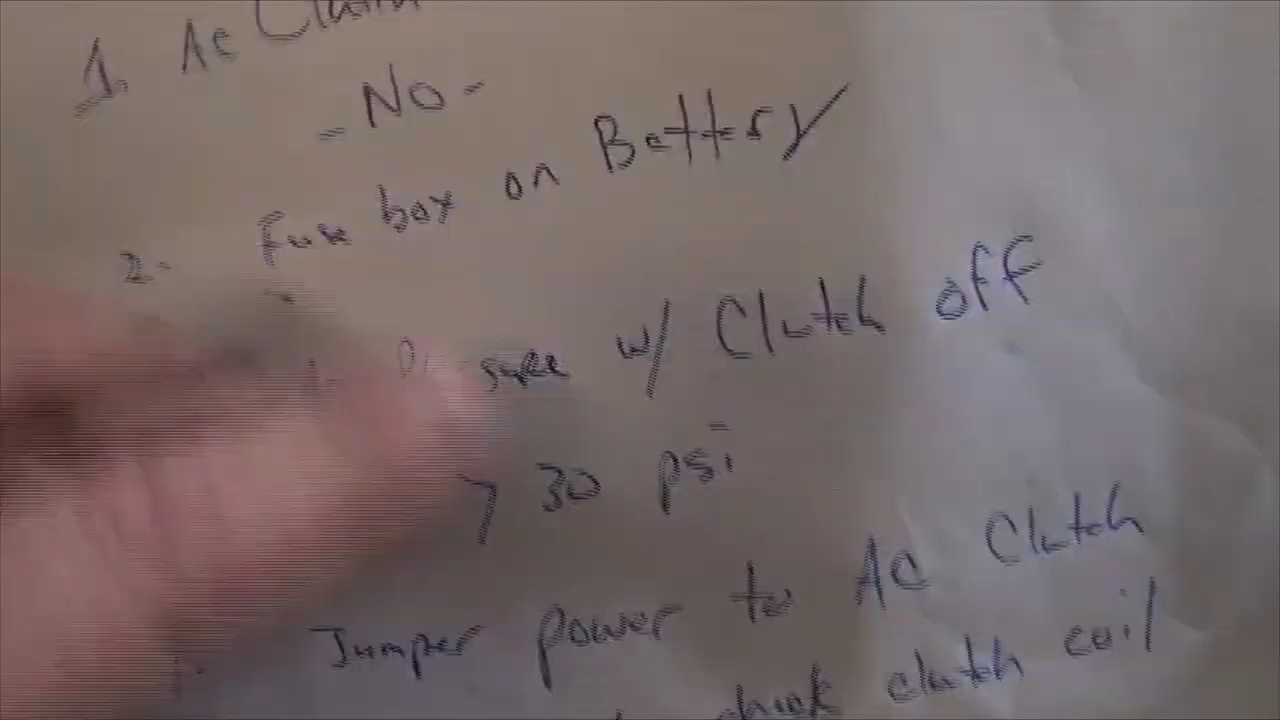 1. AC
- No -
2. Fuse box on Battery
w/ Clutch off
> 30 psi
Jumper power to AC Clutch
check clutch coil